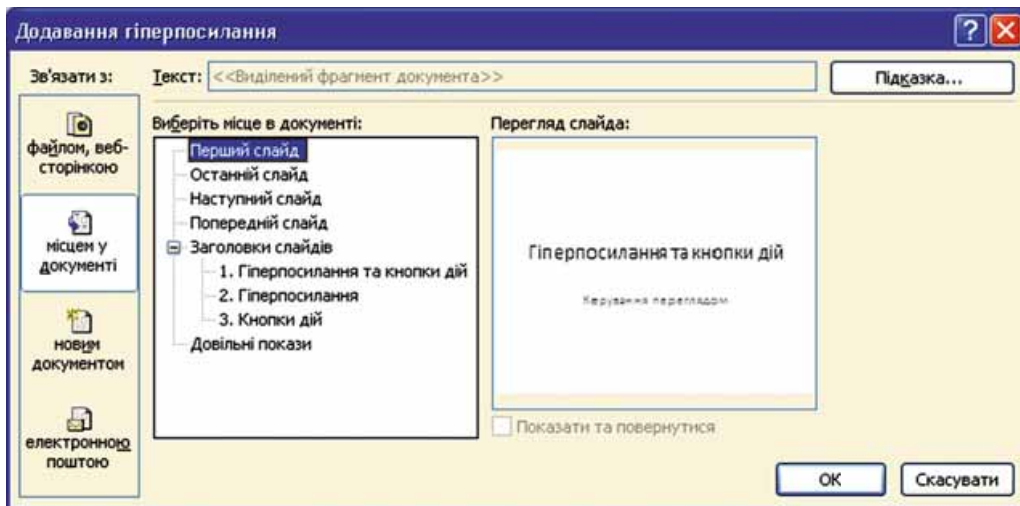 Додавання гіперпосилання
Зв'язати з:
Текст: <<Виділений фрагмент документа>>
Підказка...
файлом, веб-
сторінкою
місцем у
документі
новим
документом
електронною
поштою
Виберіть місце в документі:
Перший слайд
Останній слайд
Наступний слайд
Попередній слайд
Заголовки слайдів
1. Гіперпосилання та кнопки дій
2. Гіперпосилання
3. Кнопки дій
Довільні покази
Перегляд слайда:
Гіперпосилання та кнопки дій
Керування переглядом
Показати та повернутися
ОК
Скасувати